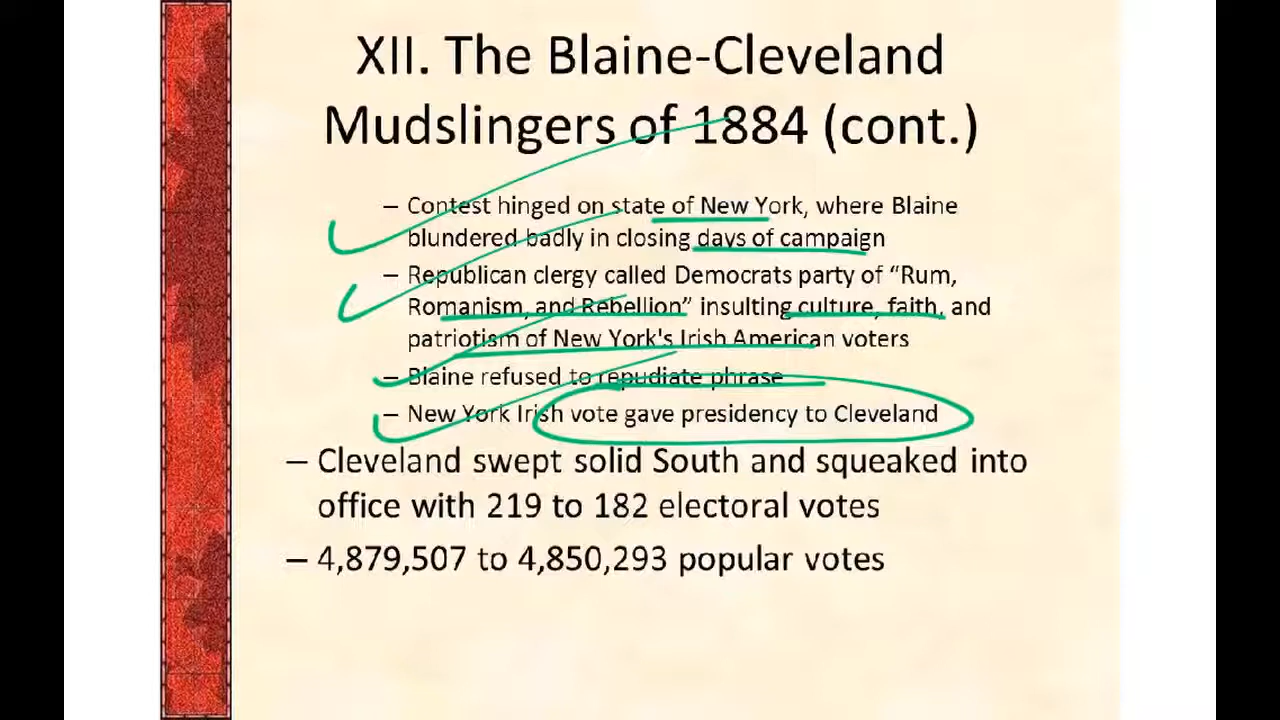 XII. The Blaine-Cleveland
Mudslingers of 1884 (cont.)
– Contest hinged on state of New York, where Blaine
blundered badly in closing days of campaign
– Republican clergy called Democrats party of “Rum,
Romanism, and Rebellion” insulting culture, faith, and
patriotism of New York's Irish American voters
– Blaine refused to repudiate phrase
– New York Irish vote gave presidency to Cleveland
– Cleveland swept solid South and squeaked into
office with 219 to 182 electoral votes
– 4,879,507 to 4,850,293 popular votes